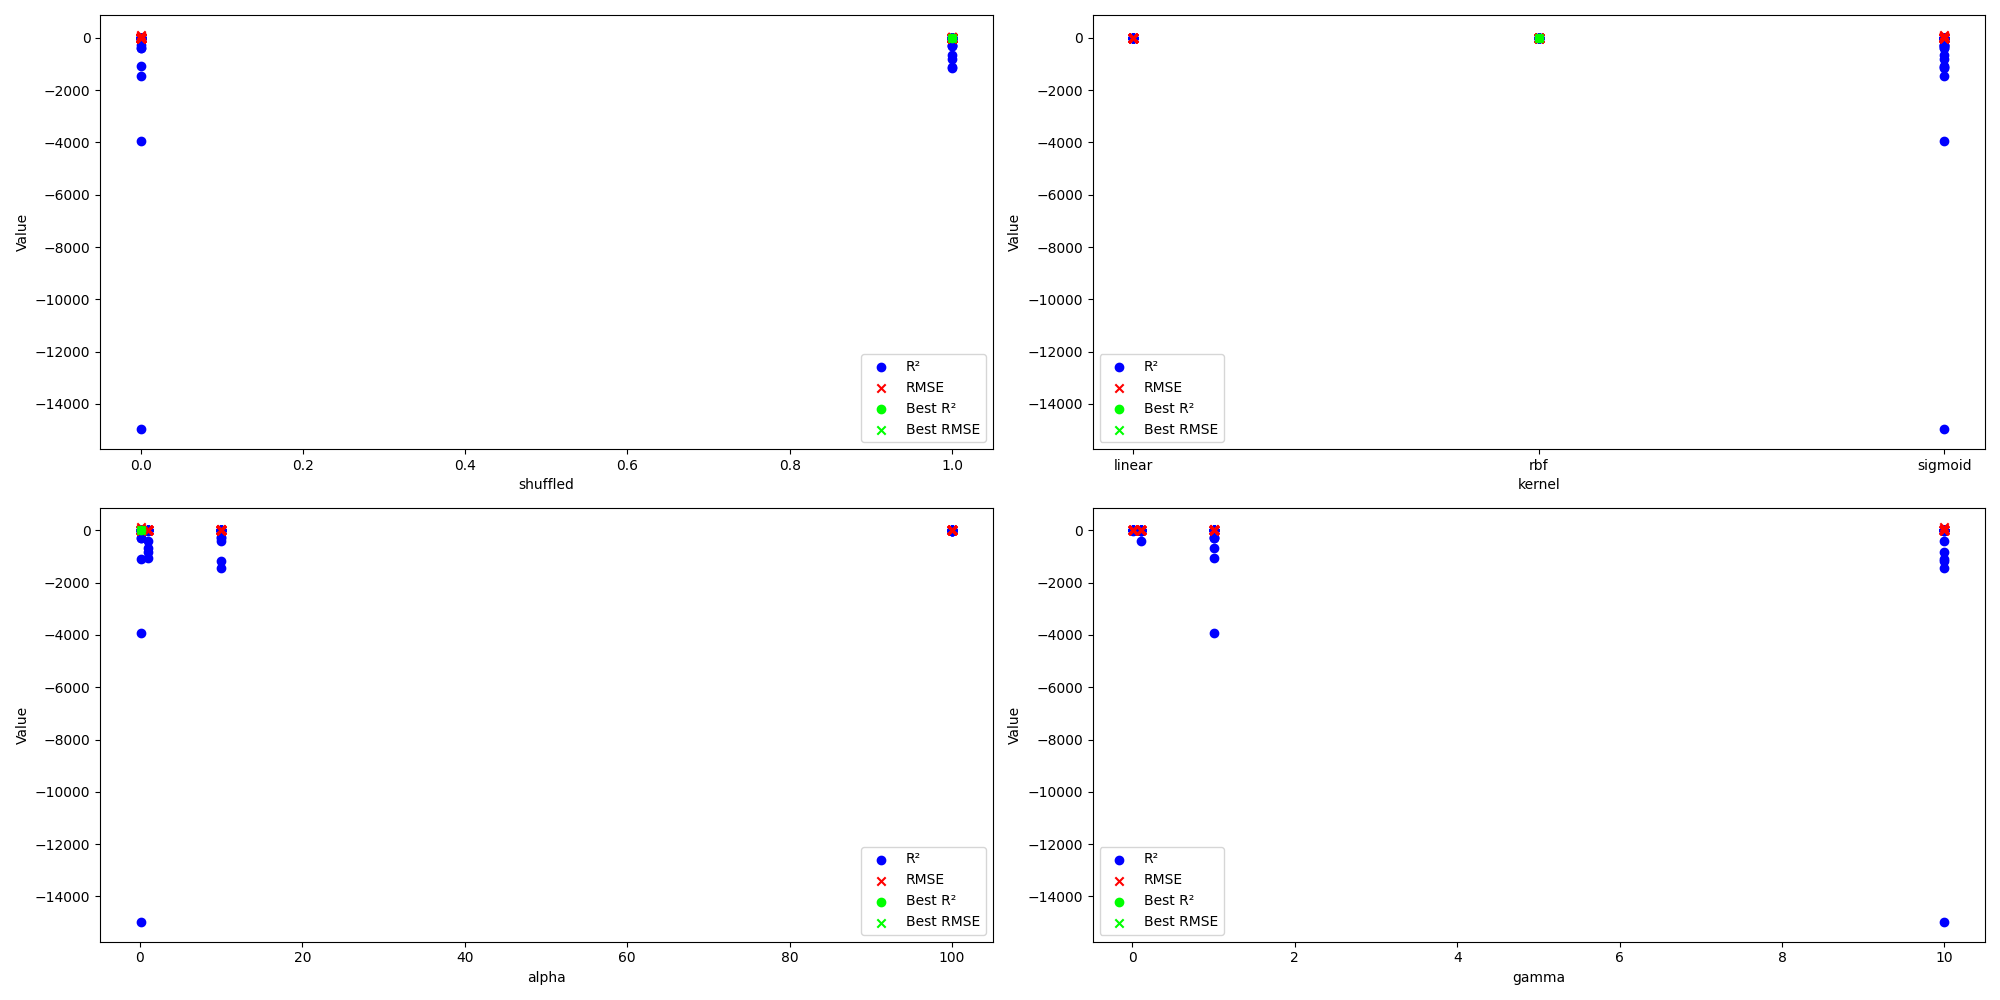 0
−2000
−4000
−6000
−8000
−10000
−12000
−14000
Value
0.0 0.2 0.4 0.6 0.8 1.0
shuffled
R²
RMSE
Best R²
Best RMSE
0
−2000
−4000
−6000
−8000
−10000
−12000
−14000
Value
linear rbf sigmoid
kernel
R²
RMSE
Best R²
Best RMSE
0
−2000
−4000
−6000
−8000
−10000
−12000
−14000
Value
0 20 40 60 80 100
alpha
R²
RMSE
Best R²
Best RMSE
0
−2000
−4000
−6000
−8000
−10000
−12000
−14000
Value
0 2 4 6 8 10
gamma
R²
RMSE
Best R²
Best RMSE